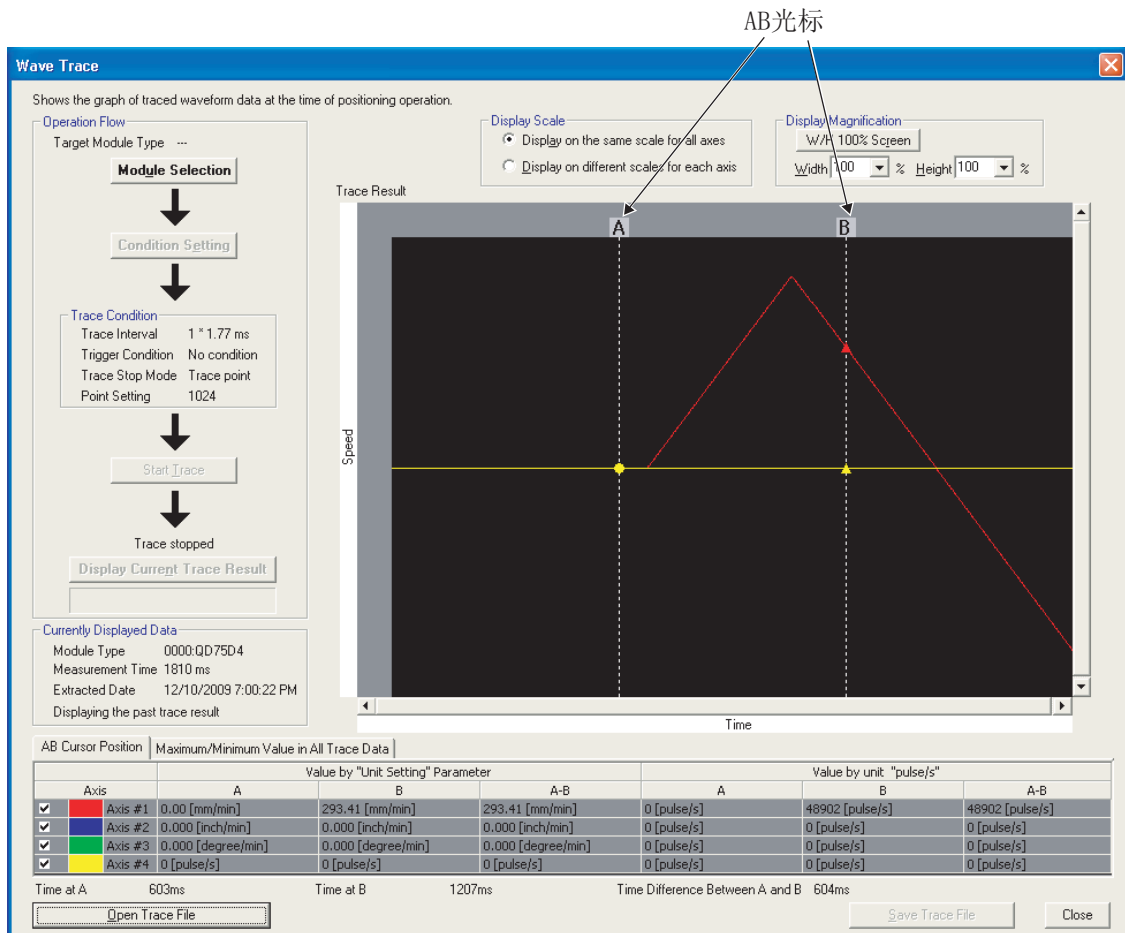 AB光标
Wave Trace
Shows the graph of traced waveform data at the time of positioning operation.
Operation Flow
Target Module Type ---
Module Selection
Condition Setting
Trace Condition
Trace Interval 1 * 1.77 ms
Trigger Condition No condition
Trace Stop Mode Trace point
Point Setting 1024
Start Trace
Trace stopped
Display Current Trace Result
Currently Displayed Data
Module Type 0000:QD75D4
Measurement Time 1810 ms
Extracted Date 12/10/2009 7:00:22 PM
Displaying the past trace result
Display Scale
Display on the same scale for all axes
Display on different scales for each axis
Display Magnification
W/H 100% Screen
Width 100 % Height 100 %
Trace Result
A B
Speed
Time
AB Cursor Position Maximum/Minimum Value in All Trace Data
Value by "Unit Setting" Parameter Value by unit "pulse/s"
Axis A B A-B A B A-B
Axis #1 0.00 [mm/min] 293.41 [mm/min] 293.41 [mm/min] 0 [pulse/s] 48902 [pulse/s] 48902 [pulse/s]
Axis #2 0.000 [inch/min] 0.000 [inch/min] 0.000 [inch/min] 0 [pulse/s] 0 [pulse/s] 0 [pulse/s]
Axis #3 0.000 [degree/min] 0.000 [degree/min] 0.000 [degree/min] 0 [pulse/s] 0 [pulse/s] 0 [pulse/s]
Axis #4 0 [pulse/s] 0 [pulse/s] 0 [pulse/s] 0 [pulse/s] 0 [pulse/s] 0 [pulse/s]
Time at A 603ms Time at B 1207ms Time Difference Between A and B 604ms
Open Trace File Save Trace File Close